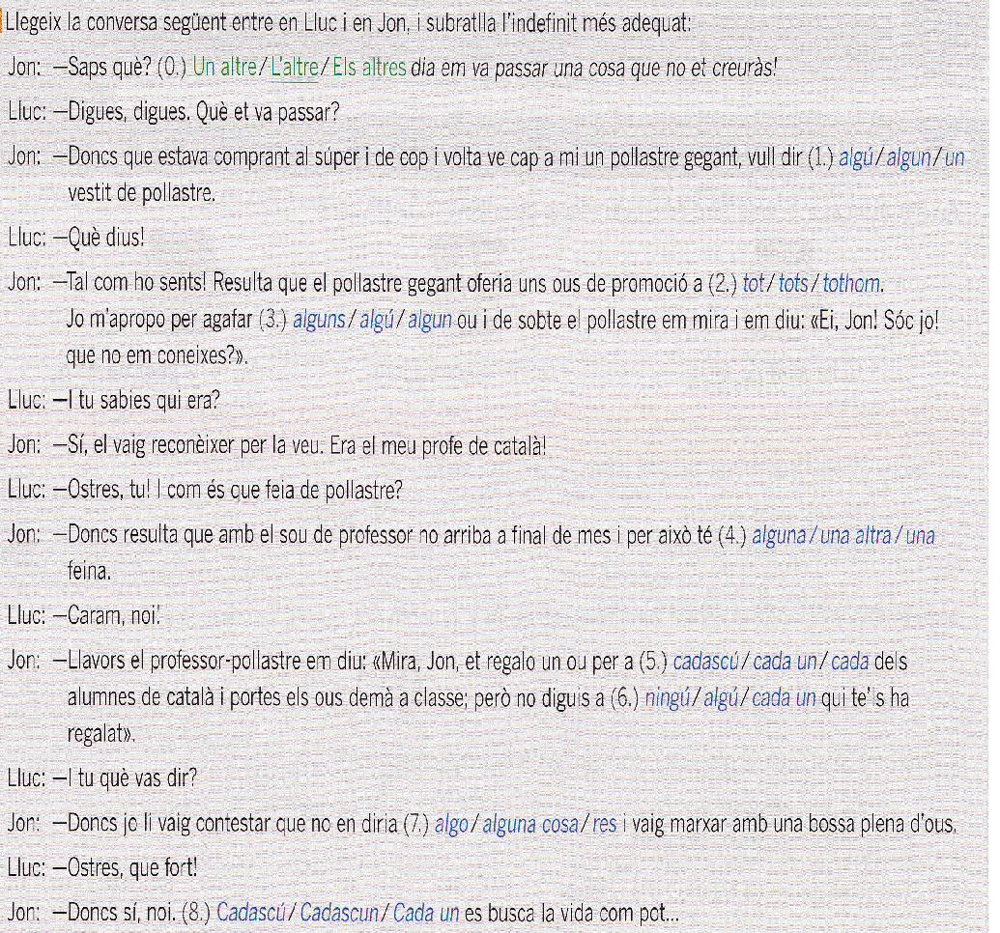 Llegeix la conversa següent entre en Lluc i en Jon, i subratlla l'indefinit més adequat:
Jon: —Saps què? (0.) Un altre/L'altre/Els altres dia em va passar una cosa que no et creuràs!
Lluc: —Digues, digues. Què et va passar?
Jon: —Doncs que estava comprant al súper i de cop i volta ve cap a mi un pollastre gegant, vull dir (1.) algú/algun/un
vestit de pollastre.
Lluc: —Què dius!
Jon: —Tal com ho sents! Resulta que el pollastre gegant oferia uns ous de promoció a (2.) tot/tots/tothom.
Jo m'apropo per agafar (3.) alguns/algú/algun ou i de sobte el pollastre em mira i em diu: «Ei, Jon! Sóc jo!
que no em coneixes?».
Lluc: —I tu sabies qui era?
Jon: —Sí, el vaig reconèixer per la veu. Era el meu profe de català!
Lluc: —Ostres, tu! I com és que feia de pollastre?
Jon: —Doncs resulta que amb el sou de professor no arriba a final de mes i per això té (4.) alguna/una altra/una
feina.
Lluc: —Caram, noi!
Jon: —Llavors el professor-pollastre em diu: «Mira, Jon, et regalo un ou per a (5.) cadascú/cada un/cada dels
alumnes de català i portes els ous demà a classe; però no diguis a (6.) ningú/algú/cada un qui te'ls ha
regalat».
Lluc: —I tu què vas dir?
Jon: —Doncs jo li vaig contestar que no en diria (7.) algo/alguna cosa/res i vaig marxar amb una bossa plena d'ous.
Lluc: —Ostres, que fort!
Jon: —Doncs sí, noi. (8.) Cadascú/Cadascun/Cada un es busca la vida com pot...